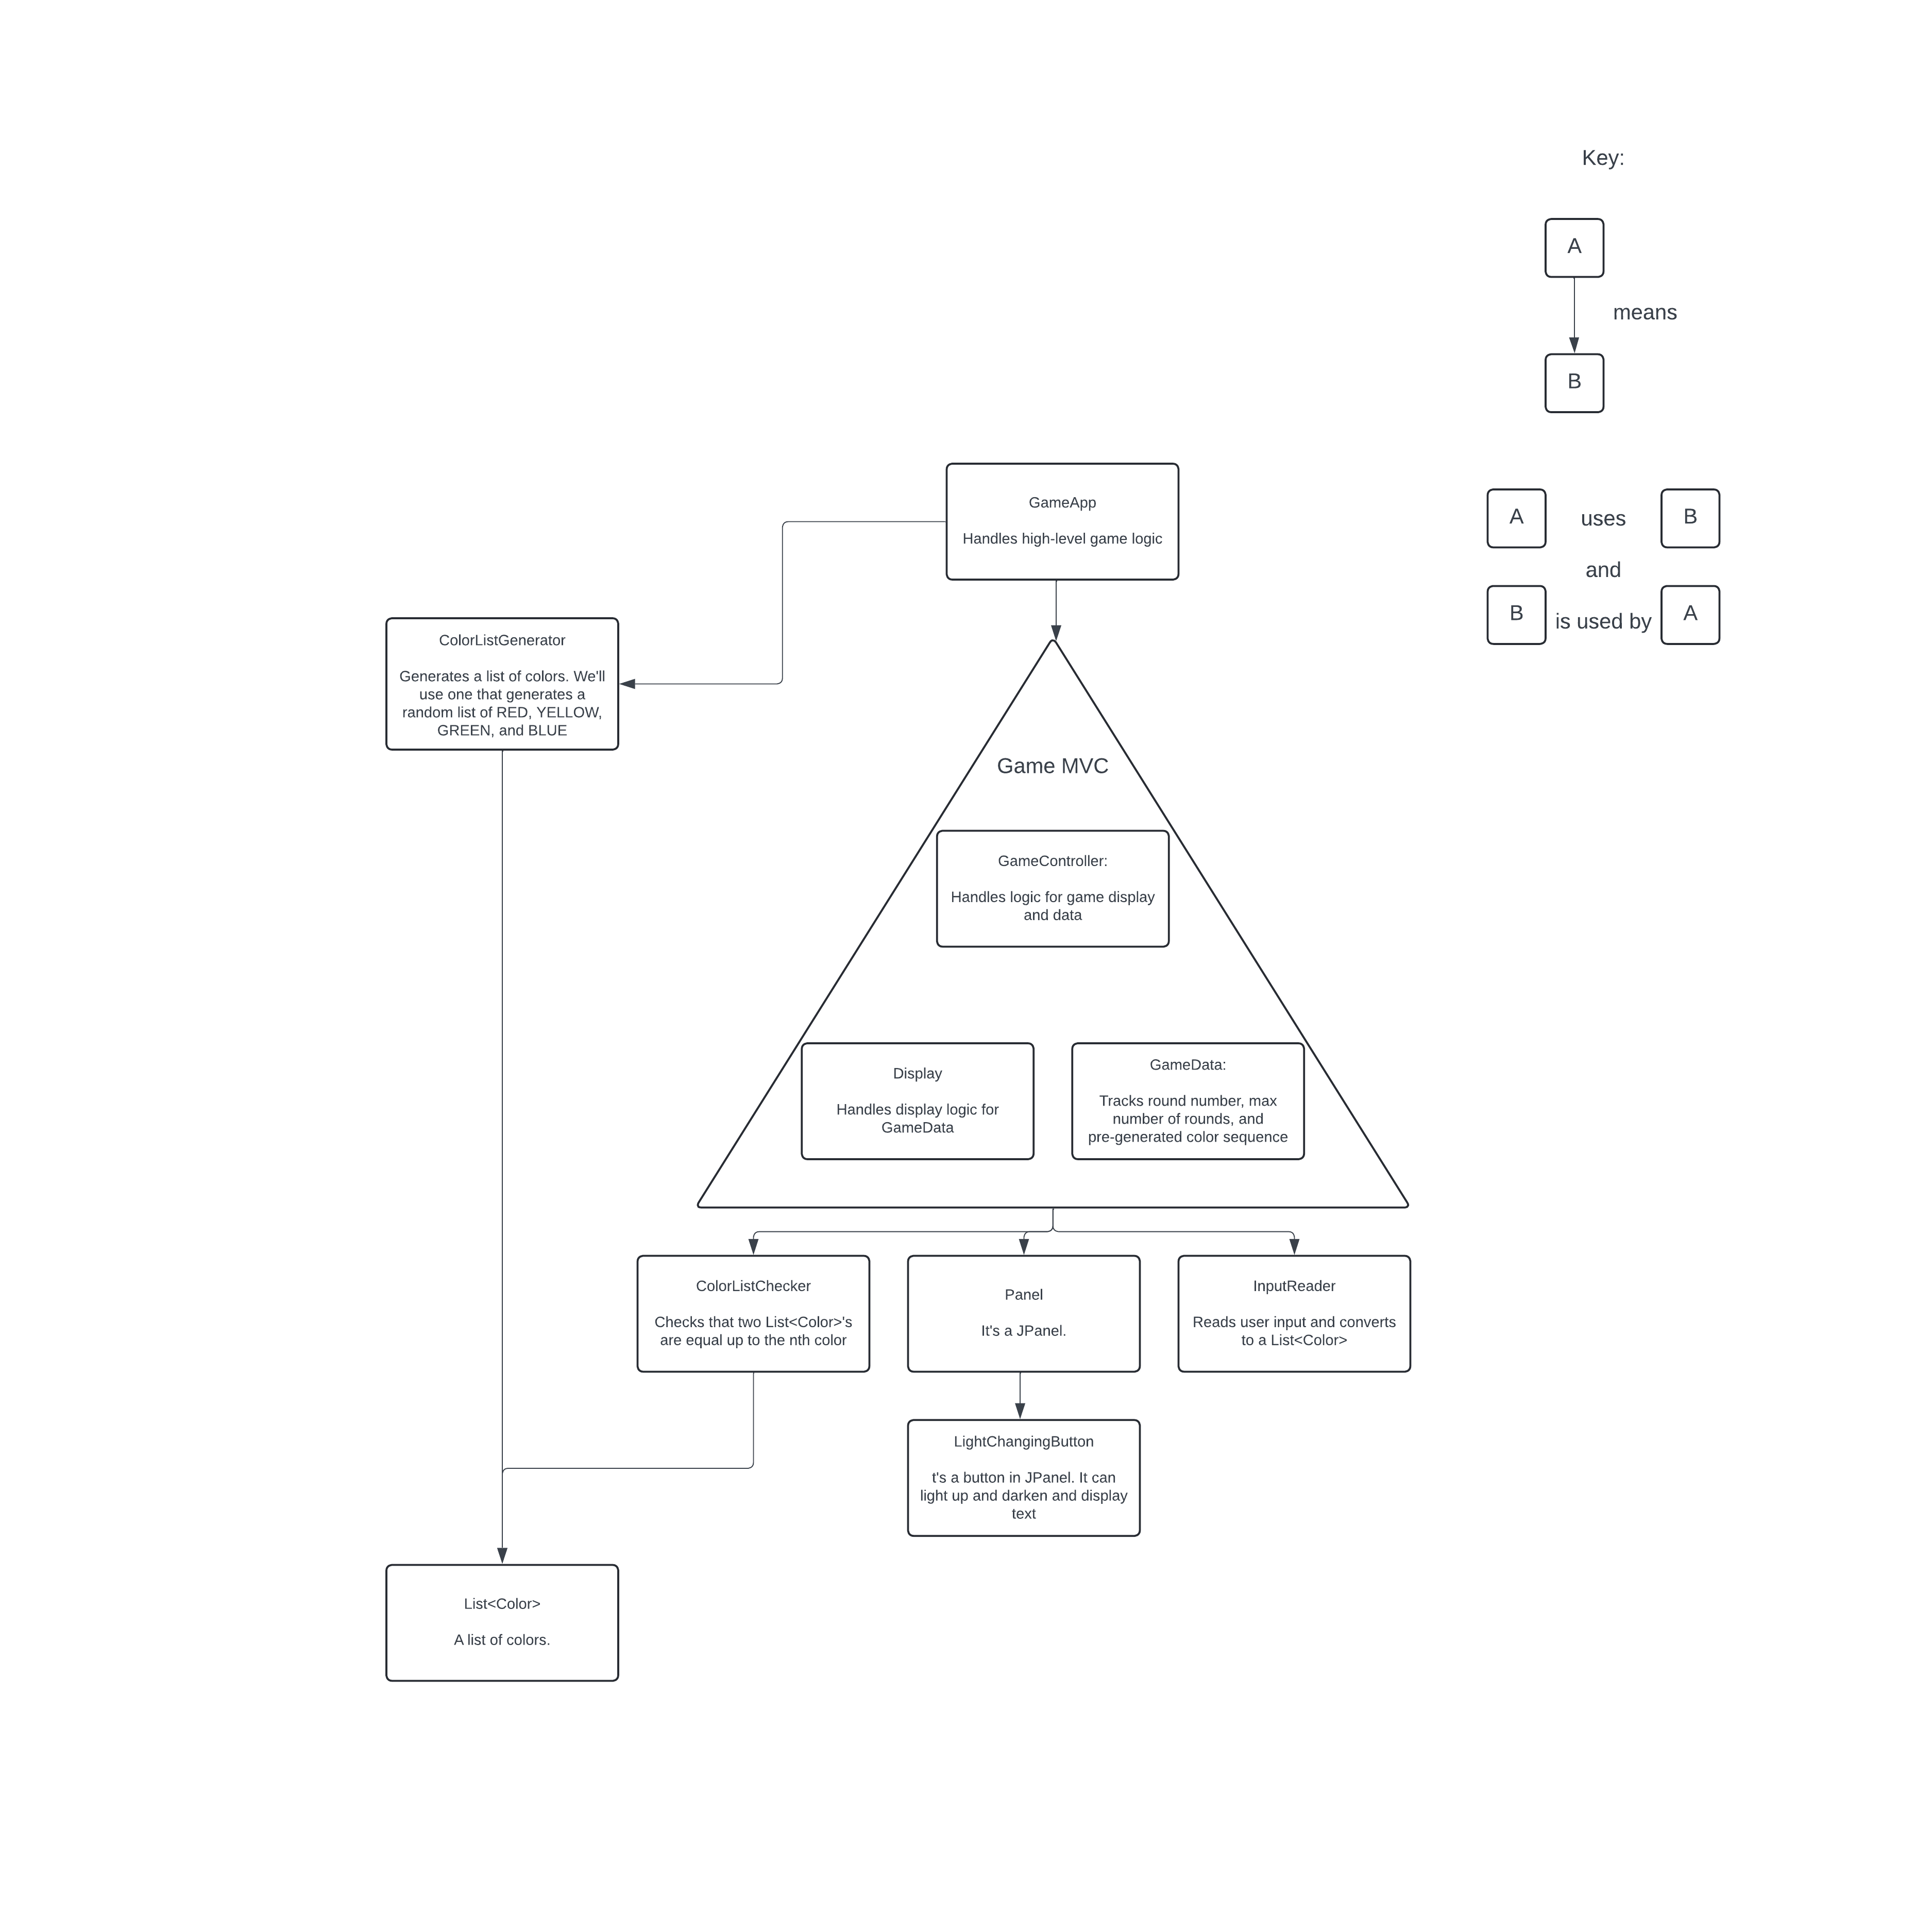 Key:
A
means
B
A
uses
B
and
B
is used by
A
GameApp
Handles high-level game logic
ColorListGenerator
Generates a list of colors. We'll
use one that generates a
random list of RED, YELLOW,
GREEN, and BLUE
Game MVC
GameController:
Handles logic for game display
and data
Display
Handles display logic for
GameData
GameData:
Tracks round number, max
number of rounds, and
pre-generated color sequence
ColorListChecker
Checks that two List<Color>'s
are equal up to the nth color
Panel
It's a JPanel.
InputReader
Reads user input and converts
to a List<Color>
LightChangingButton
t's a button in JPanel. It can
light up and darken and display
text
List<Color>
A list of colors.